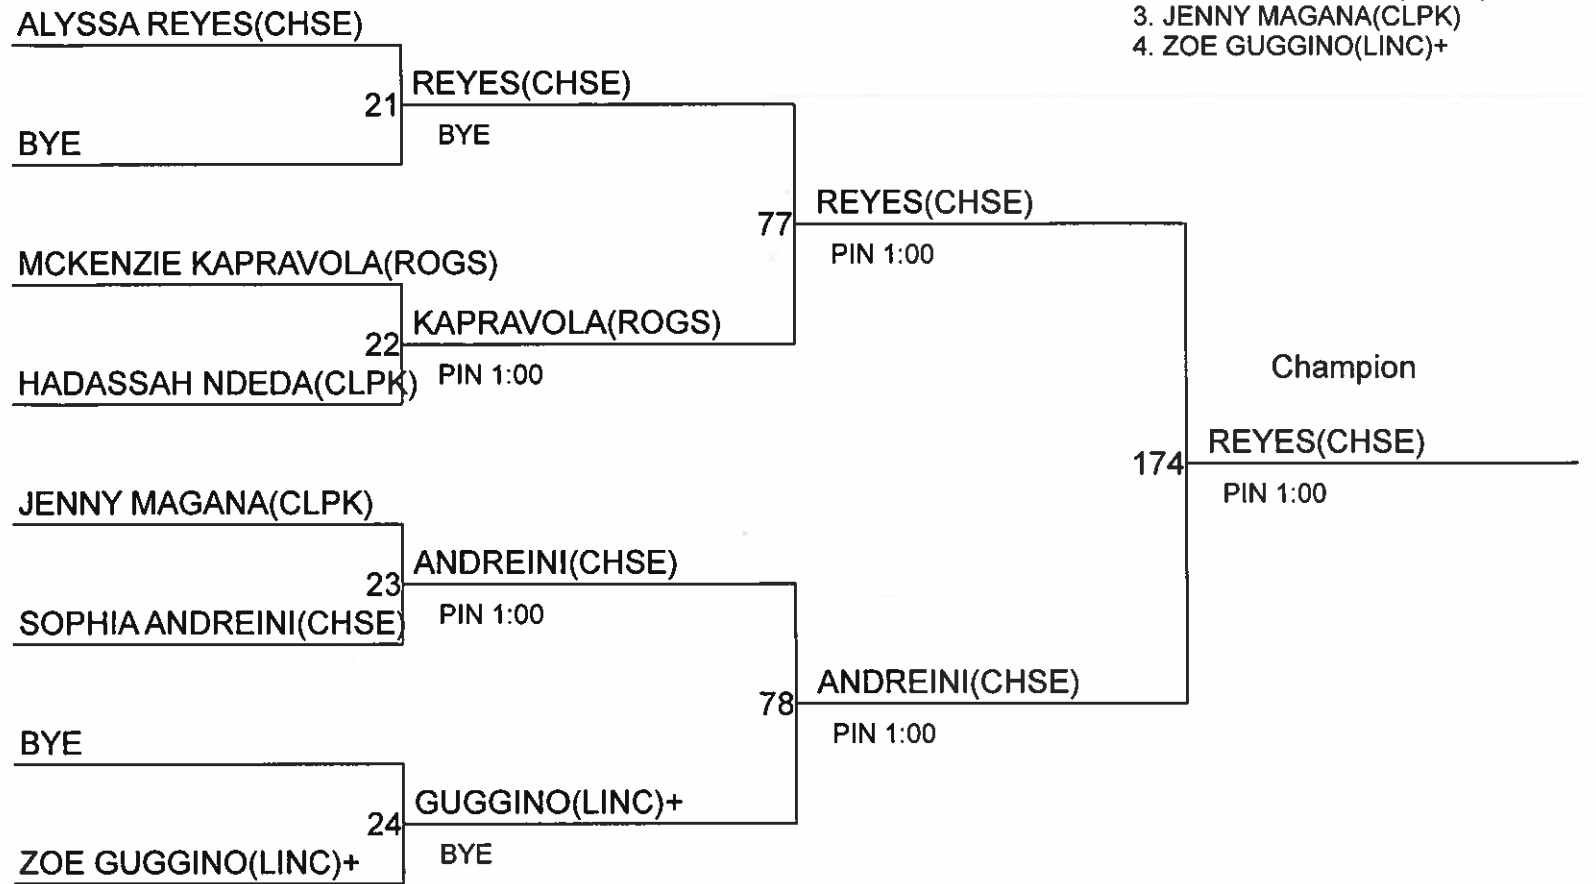 3. JENNY MAGANA(CLPK)
4. ZOE GUGGINO(LINC)+
ALYSSA REYES(CHSE)
21
REYES(CHSE)
BYE
BYE
77
REYES(CHSE)
PIN 1:00
MCKENZIE KAPRAVOLA(ROGS)
22
KAPRAVOLA(ROGS)
PIN 1:00
HADASSAH NDEDA(CLPK)
Champion
174
REYES(CHSE)
PIN 1:00
JENNY MAGANA(CLPK)
23
ANDREINI(CHSE)
PIN 1:00
SOPHIA ANDREINI(CHSE)
78
ANDREINI(CHSE)
PIN 1:00
BYE
24
GUGGINO(LINC)+
BYE
ZOE GUGGINO(LINC)+